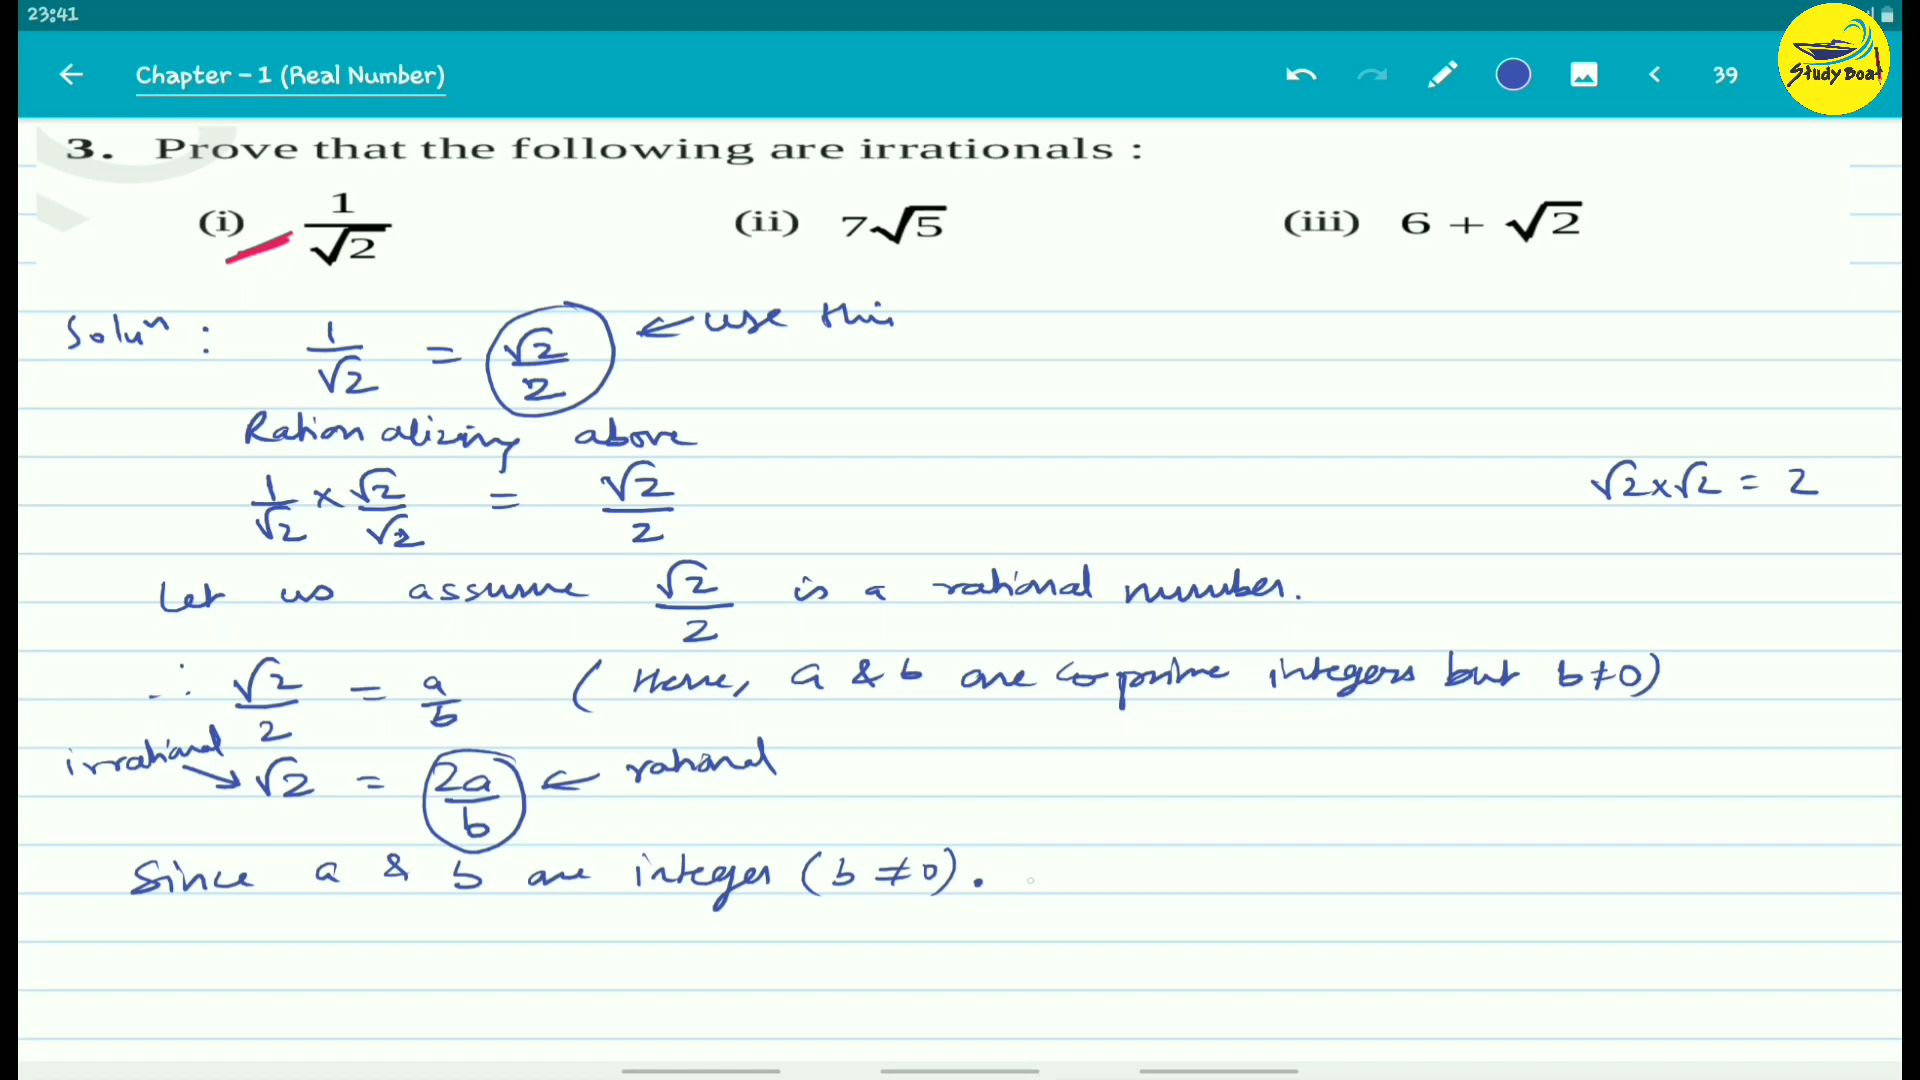 23:41
Chapter – 1 (Real Number)
39
Study Boat
3. Prove that the following are irrationals :
(i) 1/√2 (ii) 7√5 (iii) 6 + √2
Soluⁿ : 1/√2 = √2/2 ← use this
Rationalizing above
1/√2 × √2/√2 = √2/2
√2×√2 = 2
Let us assume √2/2 is a rational number.
∴ √2/2 = a/b (Here, a & b are co-prime integers but b≠0)
irrational → √2 = 2a/b ← rational
Since a & b are integer (b ≠ 0).